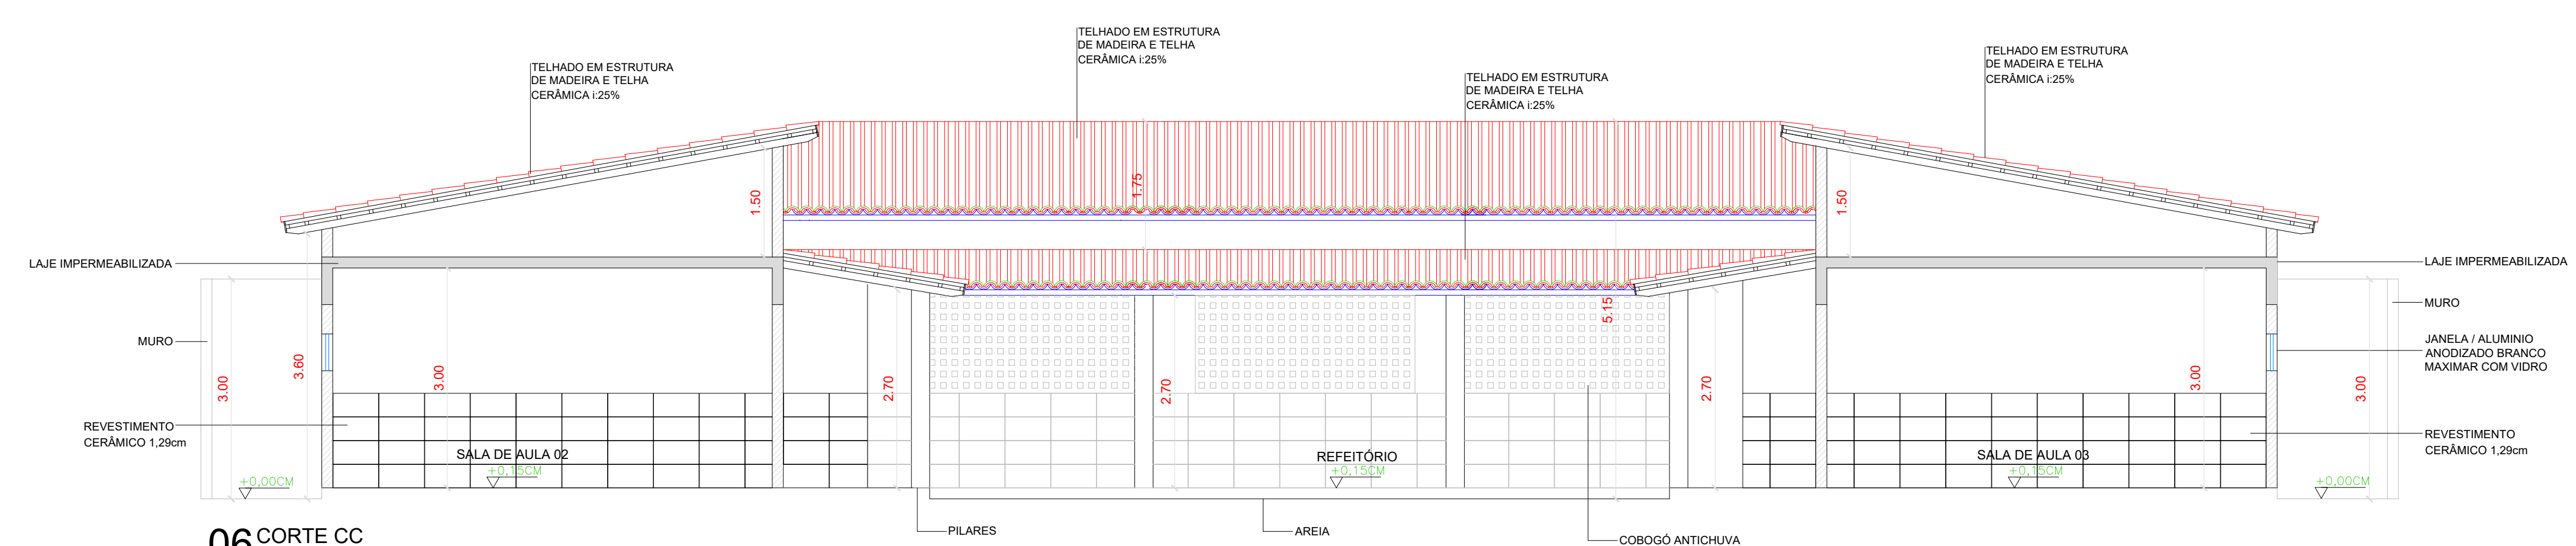 TELHADO EM ESTRUTURA
DE MADEIRA E TELHA
CERÂMICA i:25%
TELHADO EM ESTRUTURA
DE MADEIRA E TELHA
CERÂMICA i:25%
TELHADO EM ESTRUTURA
DE MADEIRA E TELHA
CERÂMICA i:25%
TELHADO EM ESTRUTURA
DE MADEIRA E TELHA
CERÂMICA i:25%
1.50
1.75
1.50
LAJE IMPERMEABILIZADA
LAJE IMPERMEABILIZADA
MURO
MURO
5.15
JANELA / ALUMINIO
ANODIZADO BRANCO
MAXIMAR COM VIDRO
3.00
3.60
3.00
2.70
2.70
2.70
3.00
3.00
REVESTIMENTO
CERÂMICO 1,29cm
REVESTIMENTO
CERÂMICO 1,29cm
SALA DE AULA 02
+0,15CM
REFEITÓRIO
+0,15CM
SALA DE AULA 03
+0,15CM
+0,00CM
+0,00CM
PILARES
AREIA
COBOGÓ ANTICHUVA
06 CORTE CC